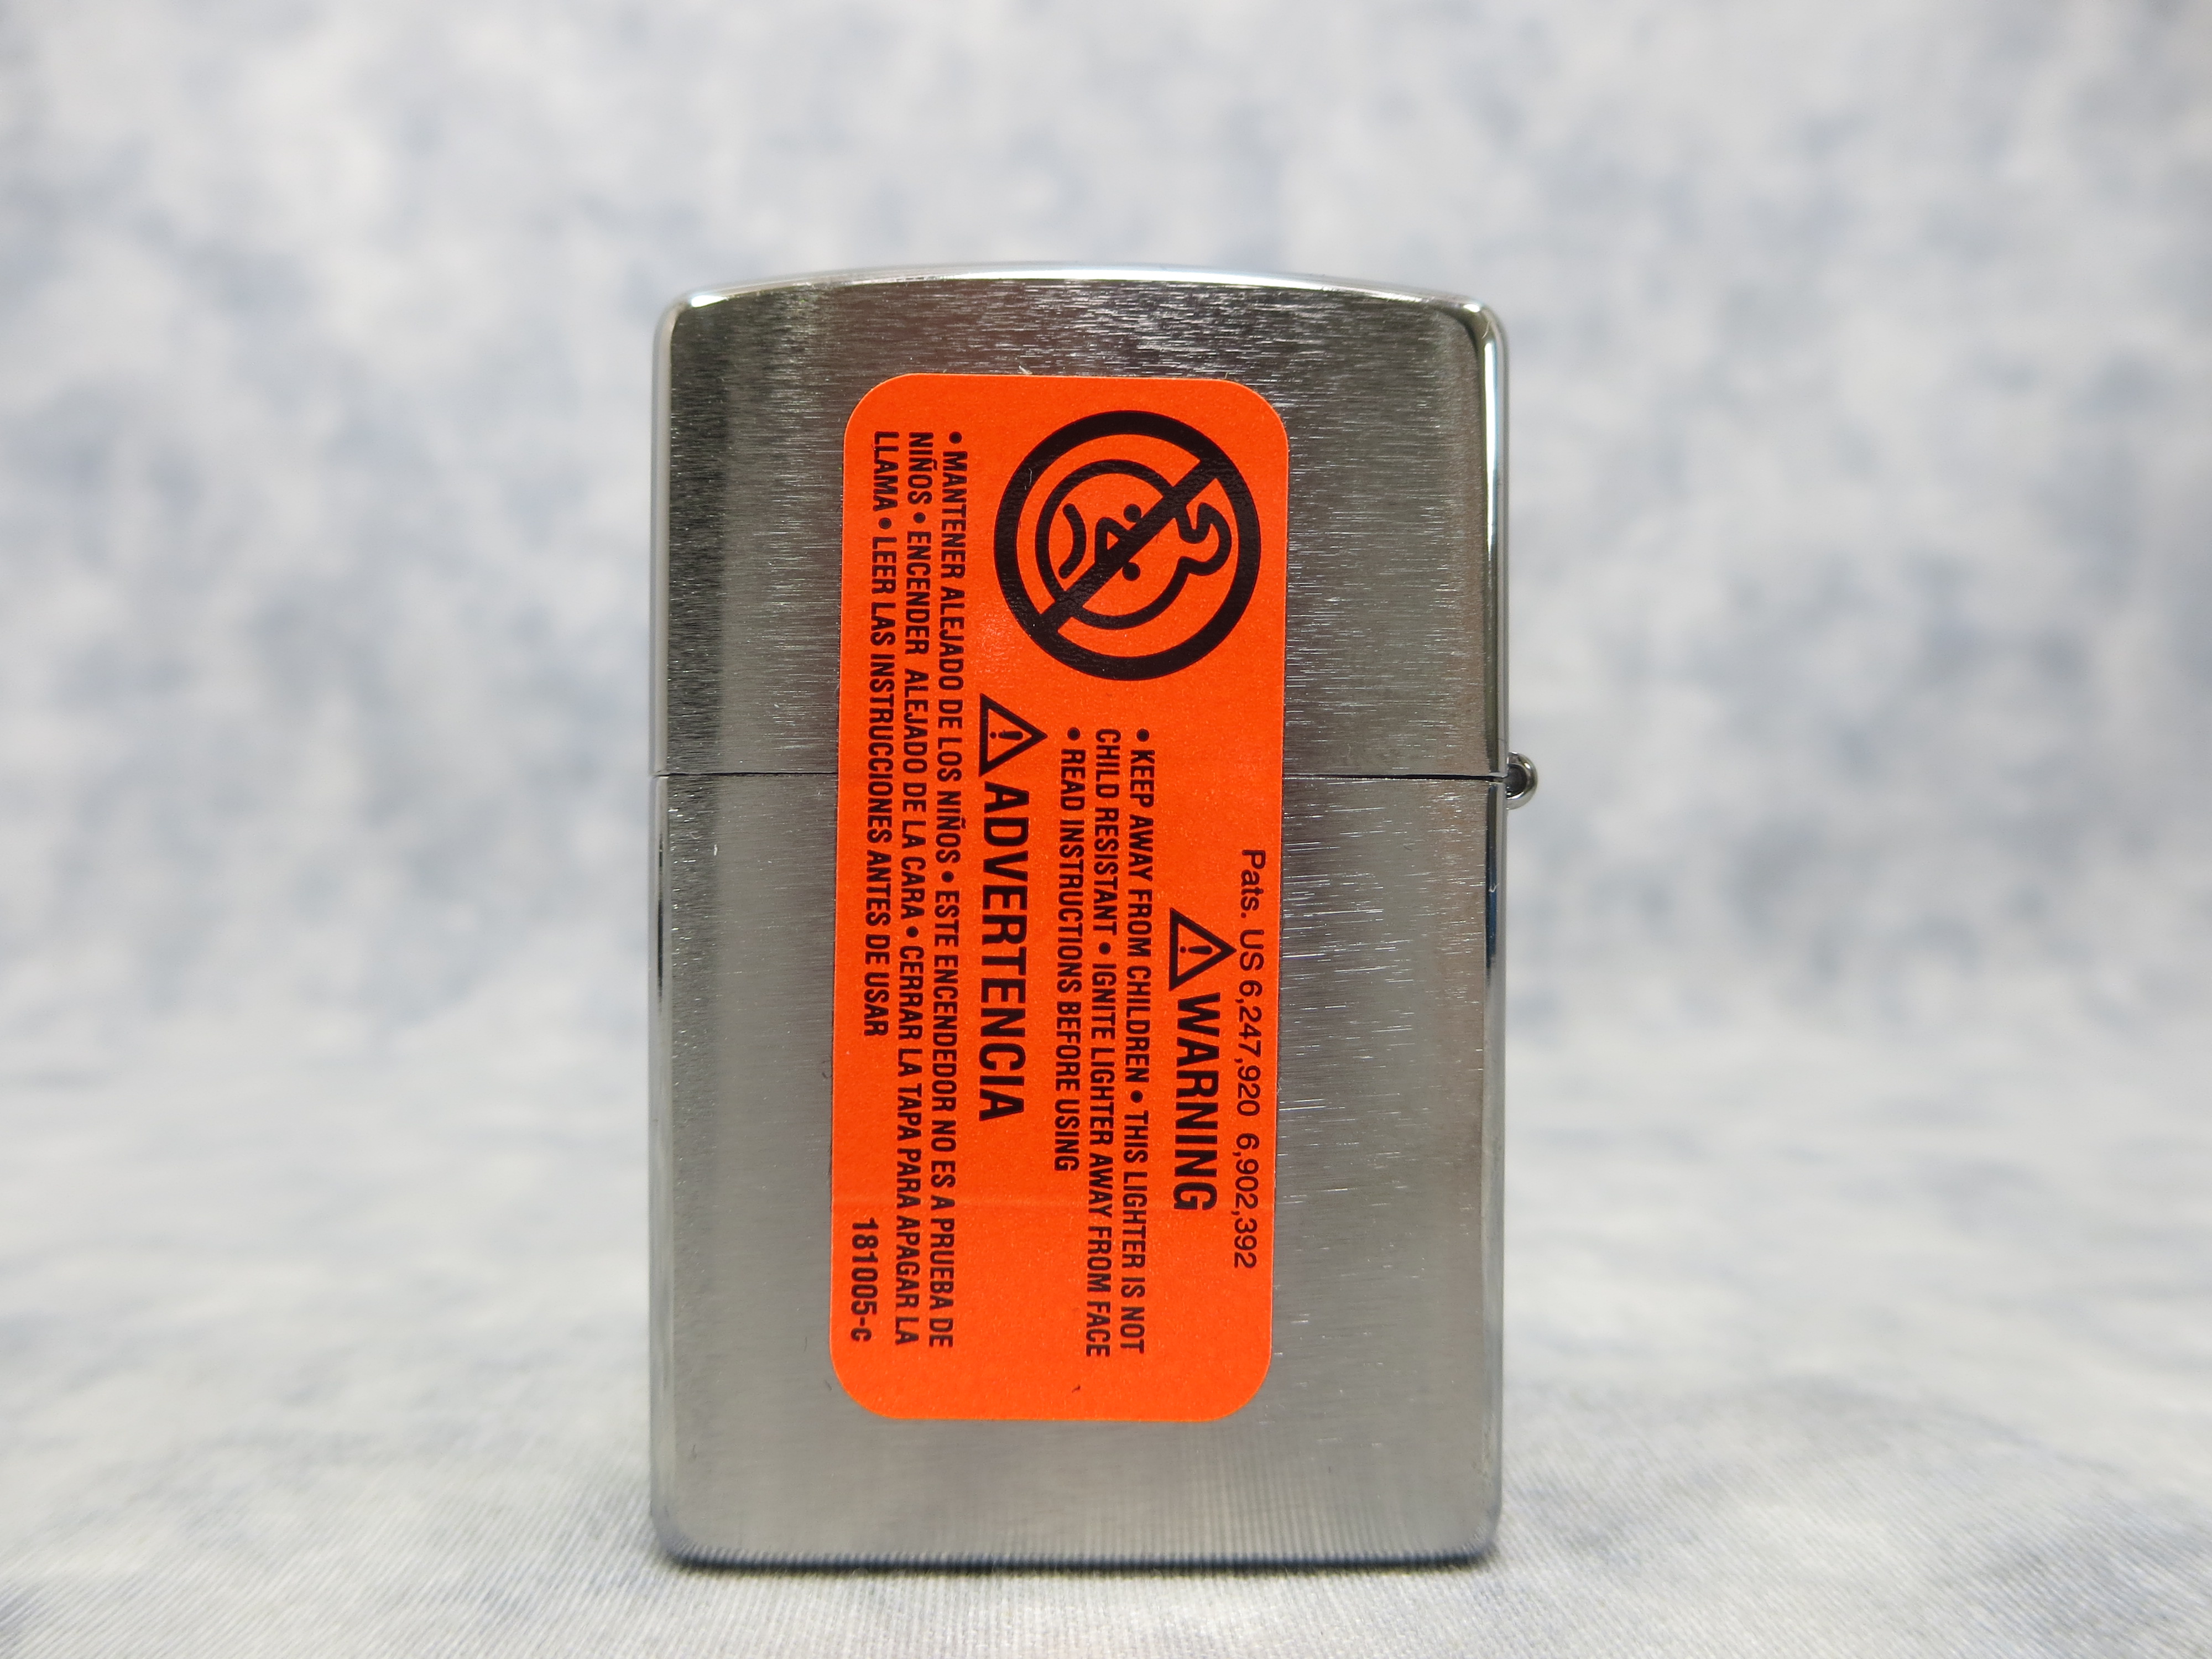 Pats. US 6,247,920 6,902,392
WARNING
• KEEP AWAY FROM CHILDREN • THIS LIGHTER IS NOT
CHILD RESISTANT • IGNITE LIGHTER AWAY FROM FACE
• READ INSTRUCTIONS BEFORE USING
ADVERTENCIA
• MANTENER ALEJADO DE LOS NIÑOS • ESTE ENCENDEDOR NO ES A PRUEBA DE
NIÑOS • ENCENDER ALEJADO DE LA CARA • CERRAR LA TAPA PARA APAGAR LA
LLAMA • LEER LAS INSTRUCCIONES ANTES DE USAR
181005-c